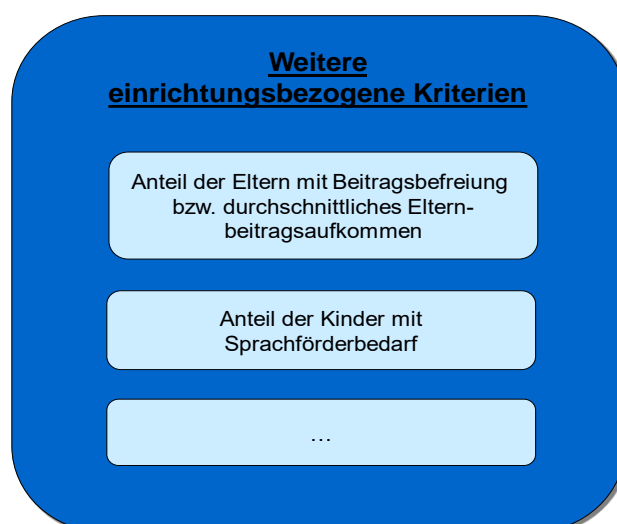 Weitere
einrichtungsbezogene Kriterien
Anteil der Eltern mit Beitragsbefreiung
bzw. durchschnittliches Eltern-
beitragsaufkommen
Anteil der Kinder mit
Sprachförderbedarf
…